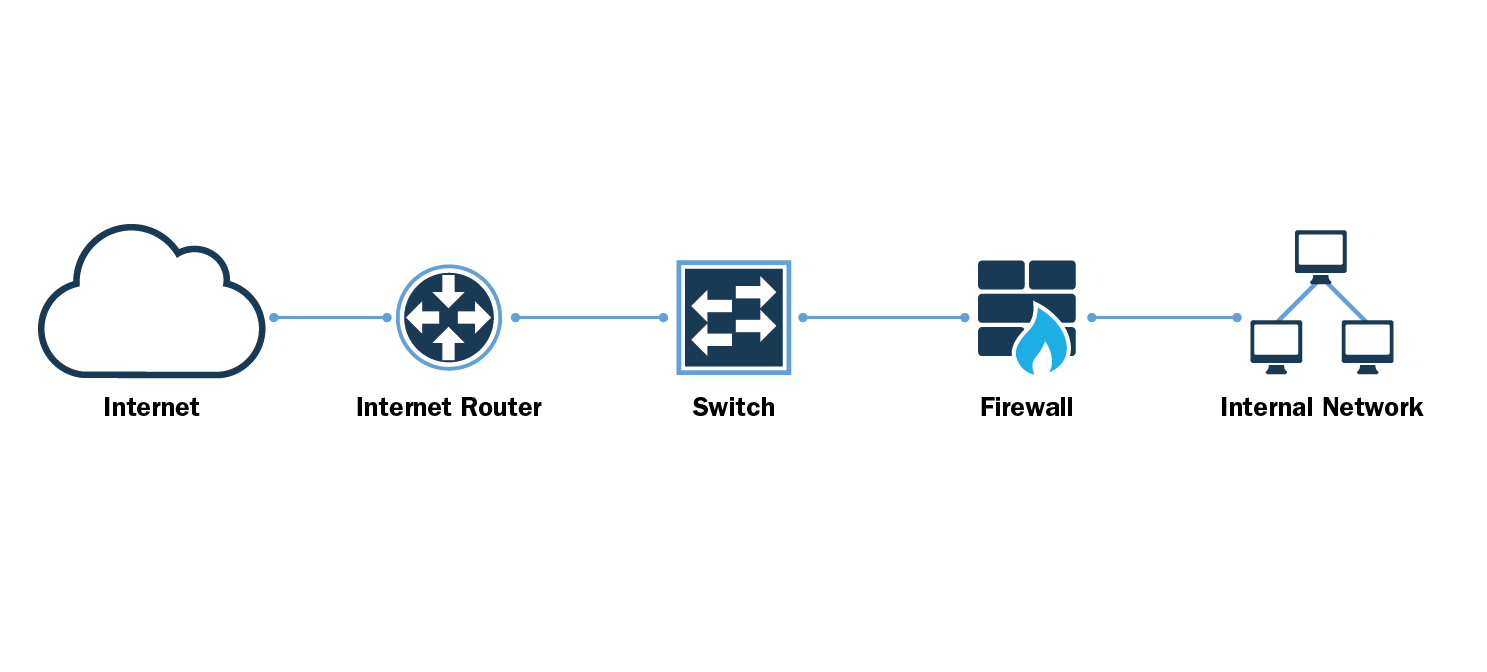 Internet
Internet Router
Switch
Firewall
Internal Network